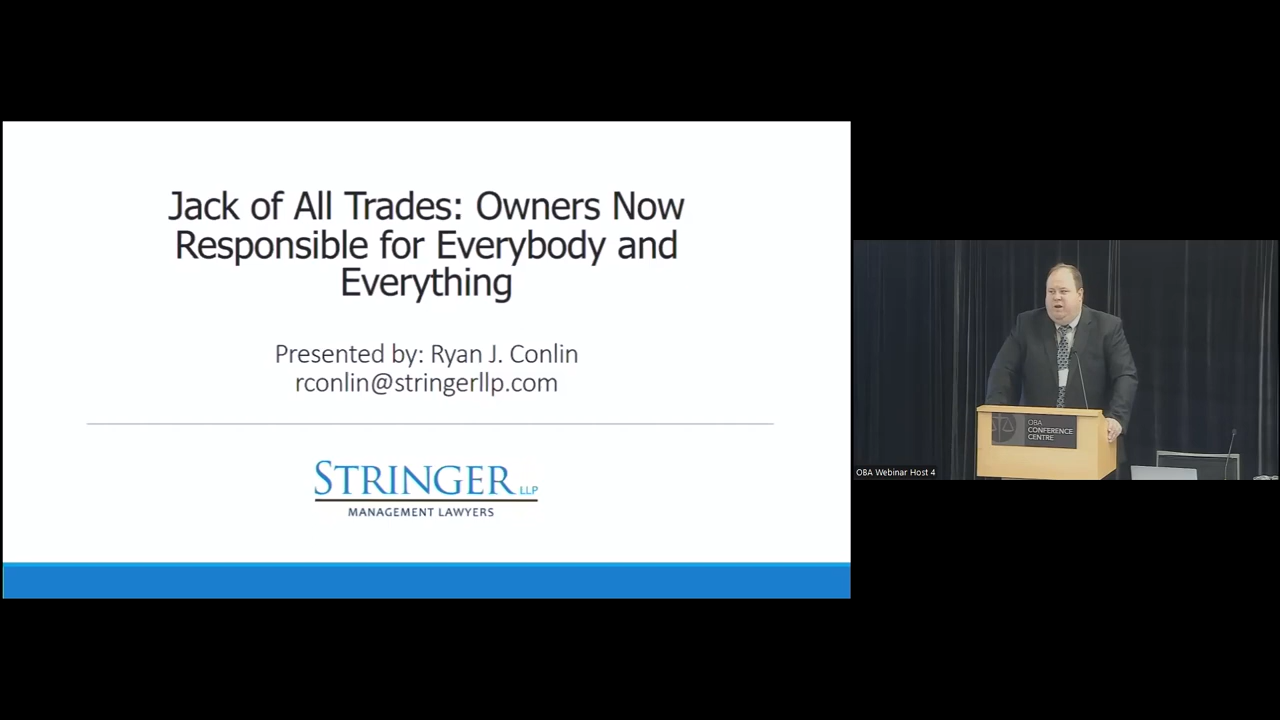 Jack of All Trades: Owners Now
Responsible for Everybody and
Everything
Presented by: Ryan J. Conlin
rconlin@stringerllp.com
STRINGER LLP
MANAGEMENT LAWYERS
OBA
CONFERENCE
CENTRE
OBA Webinar Host 4